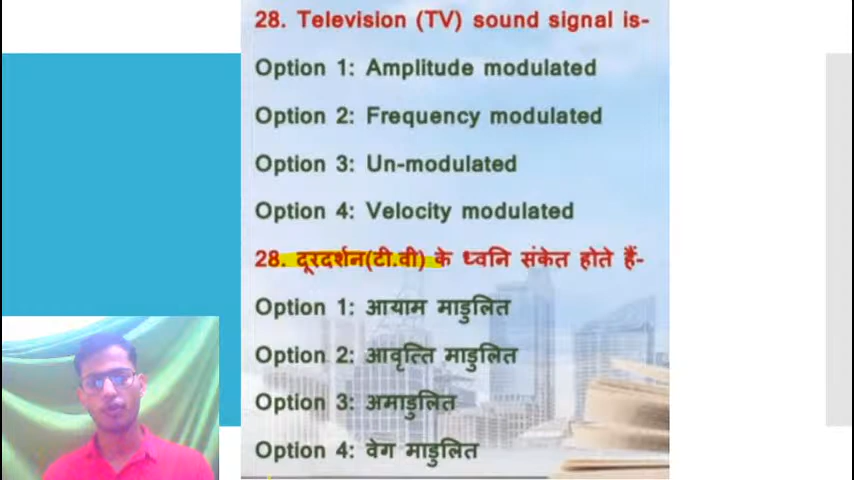 28. Television (TV) sound signal is-
Option 1: Amplitude modulated
Option 2: Frequency modulated
Option 3: Un-modulated
Option 4: Velocity modulated
28. दूरदर्शन(टी.वी) के ध्वनि संकेत होते हैं-
Option 1: आयाम माडुलित
Option 2: आवृत्ति माडुलित
Option 3: अमाडुलित
Option 4: वेग माडुलित